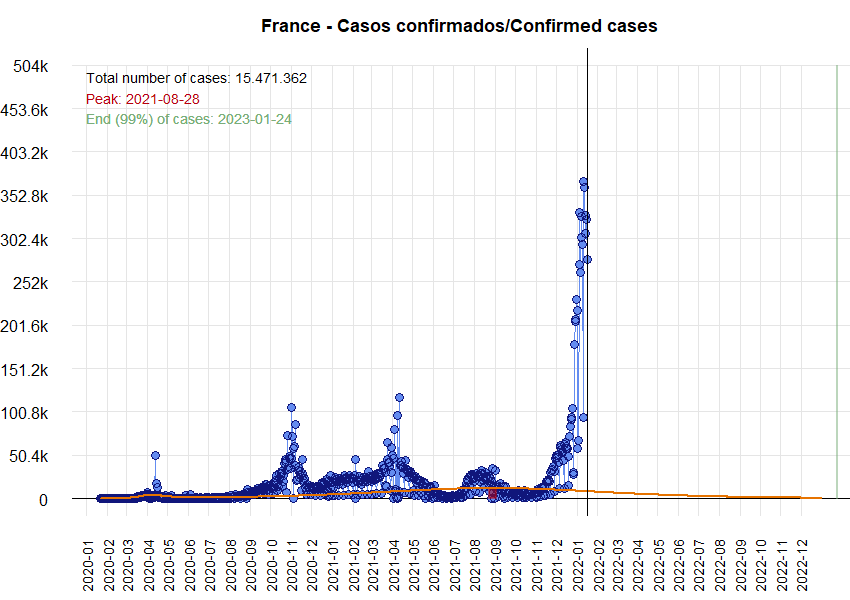 France - Casos confirmados/Confirmed cases
504k
453.6k
403.2k
352.8k
302.4k
252k
201.6k
151.2k
100.8k
50.4k
0
Total number of cases: 15.471.362
Peak: 2021-08-28
End (99%) of cases: 2023-01-24
2020-01
2020-02
2020-03
2020-04
2020-05
2020-06
2020-07
2020-08
2020-09
2020-10
2020-11
2020-12
2021-01
2021-02
2021-03
2021-04
2021-05
2021-06
2021-07
2021-08
2021-09
2021-10
2021-11
2021-12
2022-01
2022-02
2022-03
2022-04
2022-05
2022-06
2022-07
2022-08
2022-09
2022-10
2022-11
2022-12